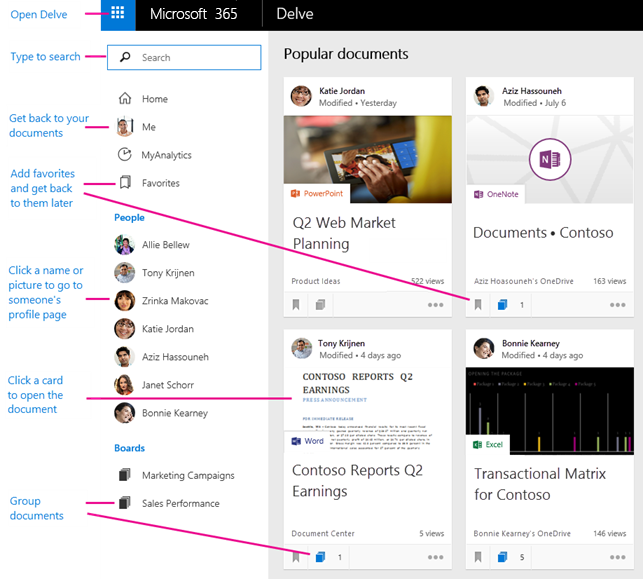 Open Delve
Microsoft 365
Delve
Type to search
Search
Popular documents
Home
Get back to your
documents
Me
MyAnalytics
Add favorites
and get back
to them later
Favorites
People
Allie Bellew
Tony Krijnen
Click a name or
picture to go to
someone's
profile page
Zrinka Makovac
Katie Jordan
Aziz Hassouneh
Click a card
to open the
document
Janet Schorr
Bonnie Kearney
Boards
Marketing Campaigns
Group
documents
Sales Performance
Katie Jordan
Modified • Yesterday
PowerPoint
Q2 Web Market
Planning
Product Ideas 522 views
Aziz Hassouneh
Modified • July 6
N
OneNote
Documents • Contoso
Aziz Hoasouneh's OneDrive 163 views
1
Tony Krijnen
Modified • 4 days ago
CONTOSO REPORTS Q2
EARNINGS
PRESS ANNOUNCEMENT
FOR IMMEDIATE RELEASE
Word
Contoso Reports Q2
Earnings
Document Center 5 views
1
Bonnie Kearney
Modified • 4 days ago
OPENING THE PACKAGE
Excel
Transactional Matrix
for Contoso
Bonnie Kearney's OneDrive 146 views
5